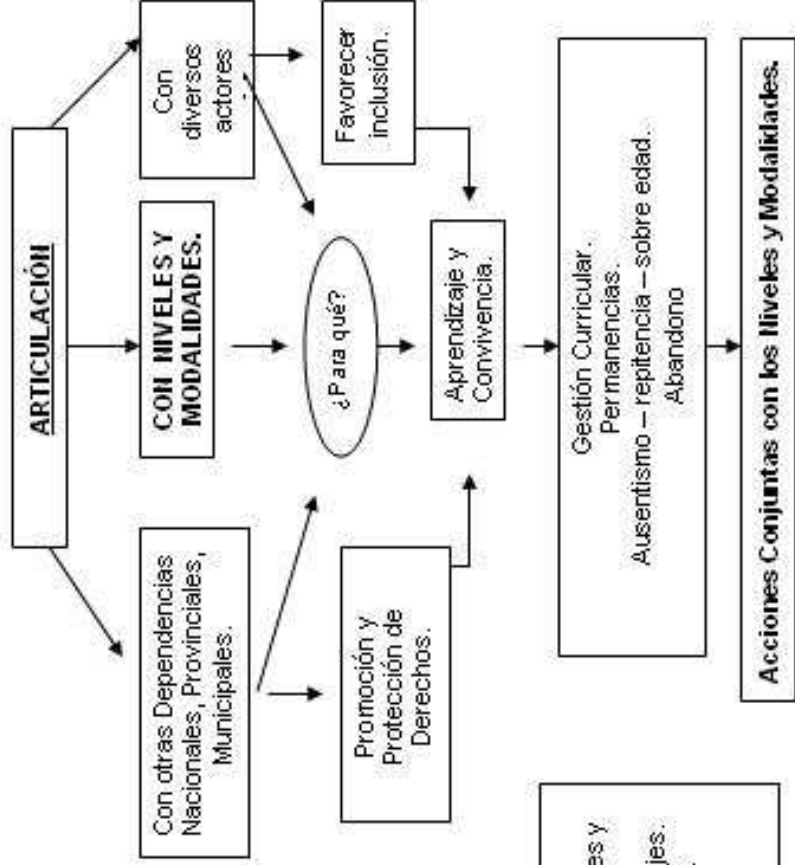 ARTICULACIÓN
Con otras Dependencias
Nacionales, Provinciales,
Municipales.
CON NIVELES Y
MODALIDADES.
Con
diversos
actores
¿Para qué?
Promoción y
Protección de
Derechos.
Favorecer
inclusión.
Aprendizaje y
Convivencia.
Gestión Curricular.
Permanencias.
Ausentismo – repitencia – sobre edad.
Abandono
Acciones Conjuntas con los Niveles y Modalidades.